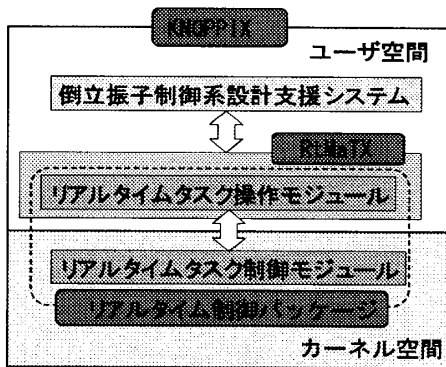 KNOPPIX
ユーザ空間
倒立振子制御系設計支援システム
RtMaTX
リアルタイムタスク操作モジュール
リアルタイムタスク制御モジュール
リアルタイム制御パッケージ
カーネル空間